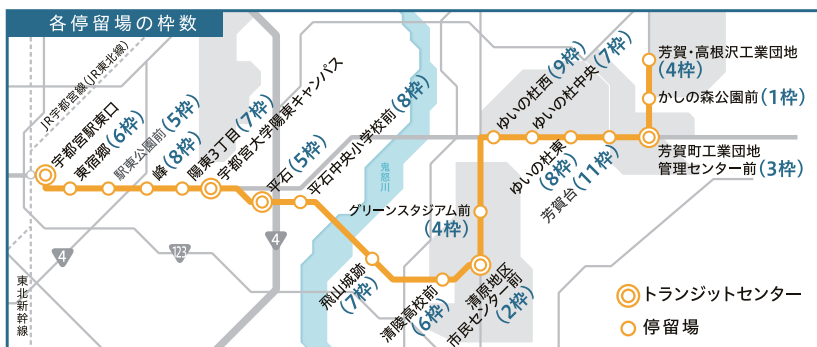 各停留場の枠数
JR宇都宮線(JR東北線)
宇都宮駅東口
東宿郷(6枠)
駅東公園前(5枠)
峰(8枠)
陽東3丁目(7枠)
宇都宮大学陽東キャンパス
平石(5枠)
平石中央小学校前(8枠)
鬼怒川
飛山城跡
(7枠)
清陵高校前
(6枠)
清原地区
市民センター前
(2枠)
グリーンスタジアム前
(4枠)
ゆいの杜西(9枠)
ゆいの杜中央(7枠)
ゆいの杜東
(8枠)
芳賀台(11枠)
芳賀町工業団地
管理センター前(3枠)
かしの森公園前(1枠)
芳賀・高根沢工業団地
(4枠)
4
123
4
東北新幹線
トランジットセンター
停留場